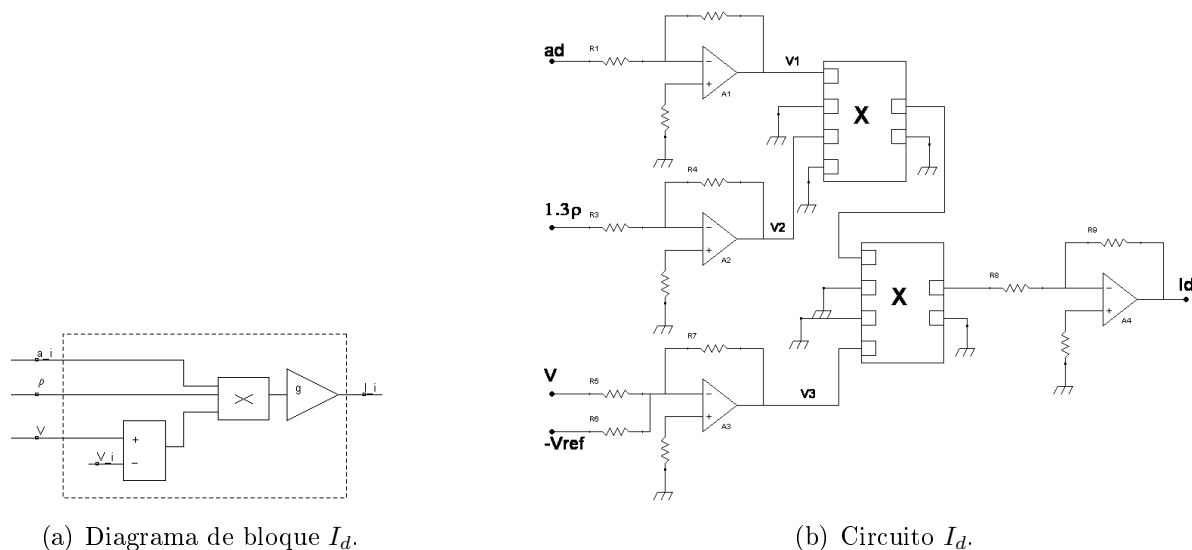 a_i
ρ
V
V_i
+
−
g
I_i
(a) Diagrama de bloque I_d.
ad
R1
−
+
A1
V1
X
R4
1.3ρ
R3
−
+
A2
V2
X
R7
V
R5
R6
-Vref
−
+
A3
V3
R8
R9
−
+
A4
Id
(b) Circuito I_d.